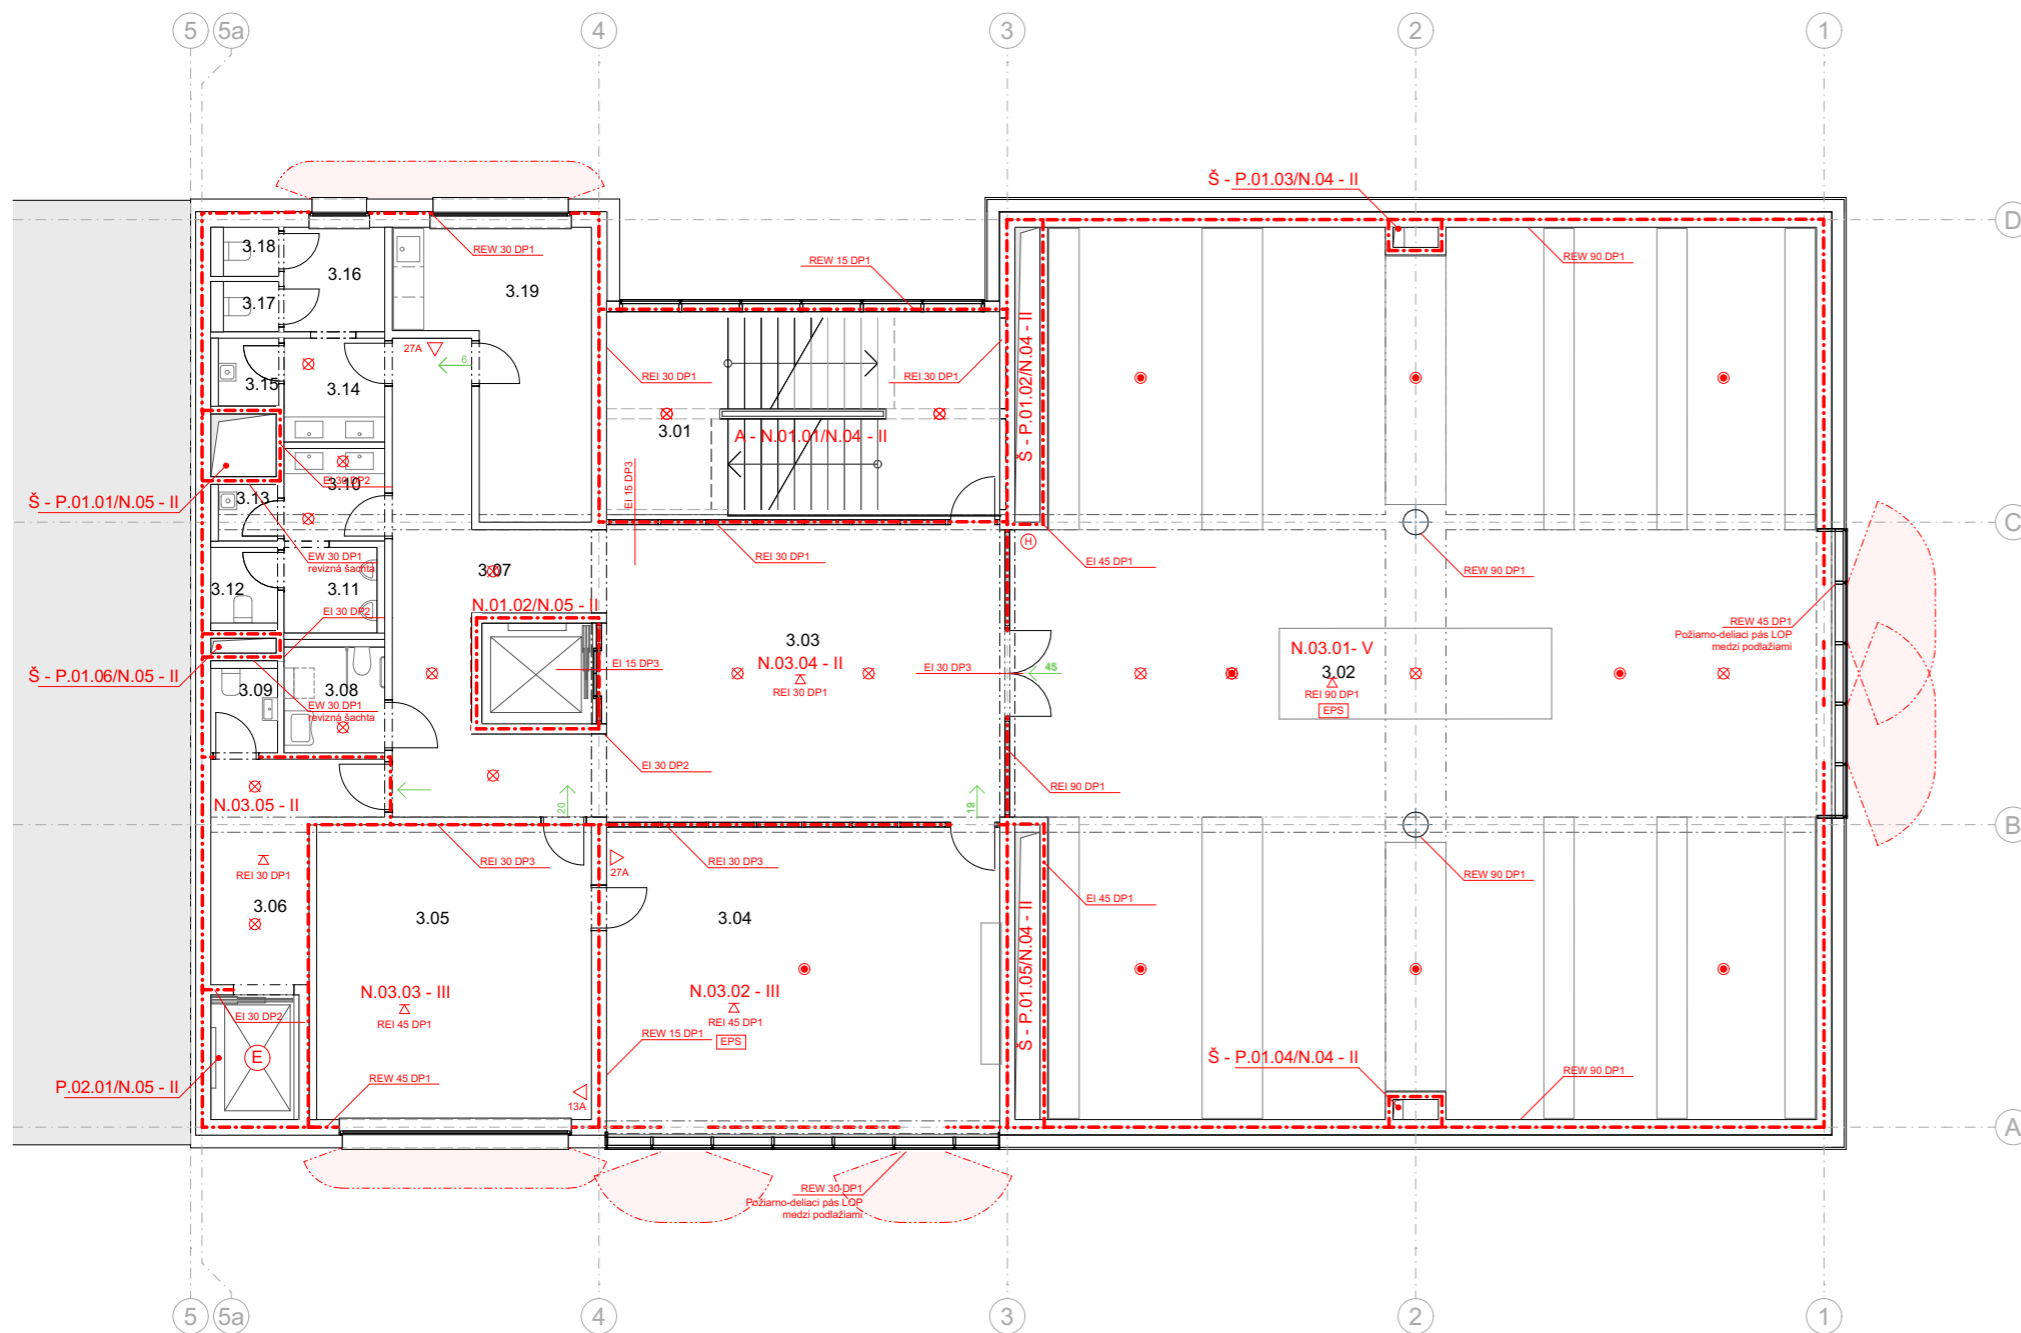 5
5a
4
3
2
1
Š - P.01.03/N.04 - II
D
3.18
REW 30 DP1
REW 15 DP1
REW 90 DP1
3.16
3.19
3.17
27A
6
3.15
REI 30 DP1
REI 30 DP1
Š - P.01.02/N.04 - II
3.14
3.01
A - N.01.01/N.04 - II
EI 15 DP3
EI 30 DP2
3.10
Š - P.01.01/N.05 - II
3.13
C
H
EW 30 DP1
revizná šachta
REI 30 DP1
EI 45 DP1
REW 90 DP1
3.07
3.12
3.11
N.01.02/N.05 - II
EI 30 DP2
REW 45 DP1
Požiarno-deliaci pás LOP
medzi podlažiami
3.03
N.03.04 - II
REI 30 DP1
EI 15 DP3
EI 30 DP3
45
N.03.01- V
3.02
REI 90 DP1
EPS
Š - P.01.06/N.05 - II
3.09
3.08
EW 30 DP1
revizná šachta
EI 30 DP2
REI 90 DP1
N.03.05 - II
20
19
B
REI 30 DP3
REI 30 DP3
27A
REI 30 DP1
REW 90 DP1
3.06
3.05
3.04
EI 45 DP1
Š - P.01.05/N.04 - II
N.03.03 - III
REI 45 DP1
N.03.02 - III
REI 45 DP1
EPS
EI 30 DP2
REW 15 DP1
E
Š - P.01.04/N.04 - II
P.02.01/N.05 - II
REW 45 DP1
13A
REW 90 DP1
A
REW 30 DP1
Požiarno-deliaci pás LOP
medzi podlažiami
5
5a
4
3
2
1